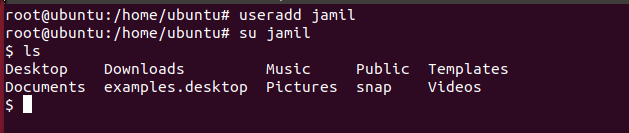 root@ubuntu:/home/ubuntu# useradd jamil
root@ubuntu:/home/ubuntu# su jamil
$ ls
Desktop    Downloads         Music     Public  Templates
Documents  examples.desktop  Pictures  snap    Videos
$